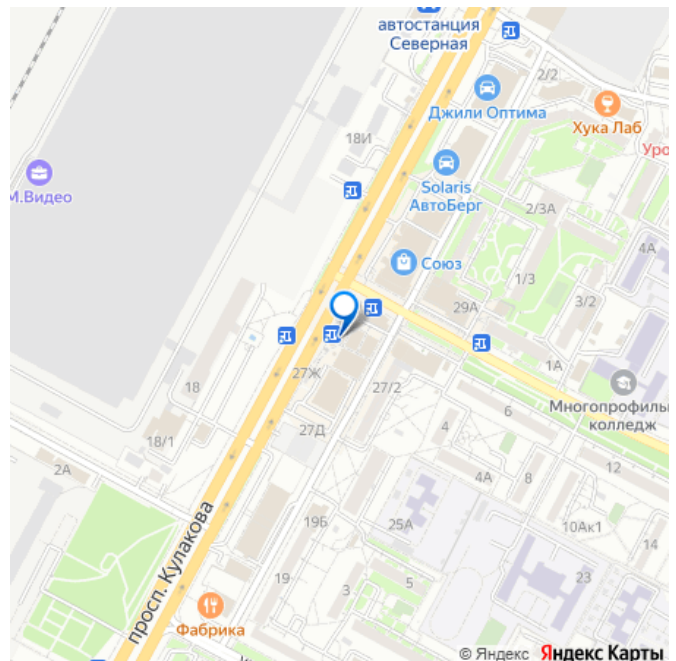 автостанция
Северная
2/2
Джили Оптима
Хука Лаб
18И
Уро
М.Видео
Solaris
АвтоБерг
2/3А
4А
Союз
1/3
3/2
29А
1А
27Ж
18
27/2
Многопрофиль
колледж
6
27Д
4
18/1
12
2А
4А
8
просп. Кулакова
19Б
25А
10Ак1
14
19
3
5
23
Фабрика
© Яндекс Яндекс Карты